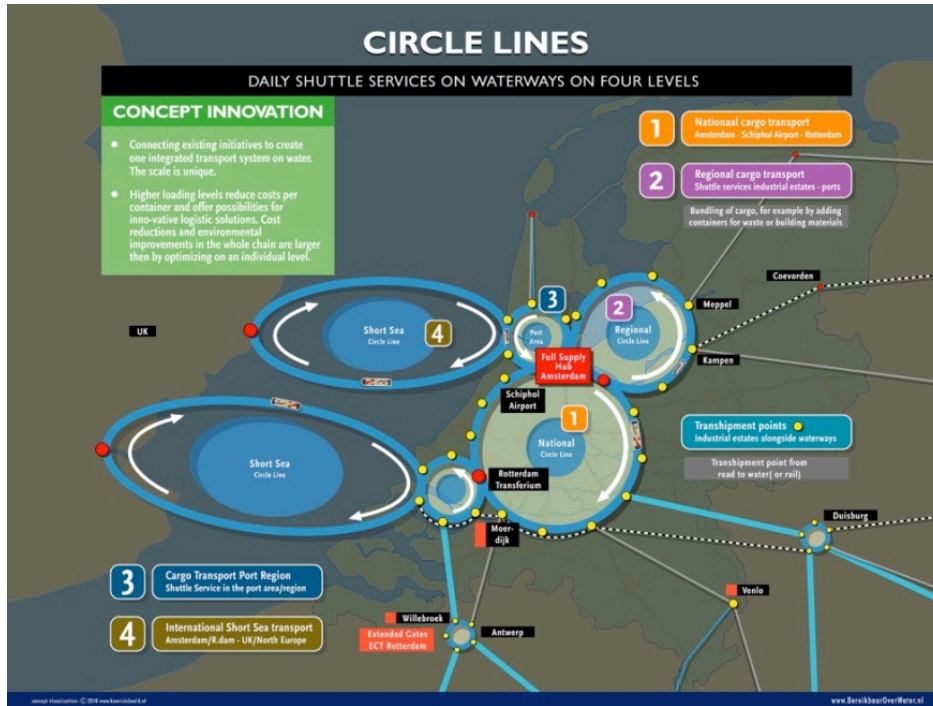 CIRCLE LINES
DAILY SHUTTLE SERVICES ON WATERWAYS ON FOUR LEVELS
CONCEPT INNOVATION
Connecting existing initiatives to create
one integrated transport system on water.
The scale is unique.
Higher loading levels reduce costs per
container and offer possibilities for
inno-vative logistic solutions. Cost
reductions and environmental
improvements in the whole chain are larger
then by optimizing on an individual level.
1
Nationaal cargo transport
Amsterdam - Schiphol Airport - Rotterdam
2
Regional cargo transport
Shuttle services industrial estates - ports
Bundling of cargo, for example by adding
containers for waste or building materials
Coevorden
Meppel
Kampen
3
2
Port
Area
Regional
Circle Line
UK
Short Sea
Circle Line
4
Full Supply
Hub
Amsterdam
Schiphol
Airport
1
National
Circle Line
Transhipment points
Industrial estates alongside waterways
Transhipment point from
road to water( or rail)
Short Sea
Circle Line
Rotterdam
Transferium
Moer-
dijk
Duisburg
Venlo
3
Cargo Transport Port Region
Shuttle Service in the port area/region
4
International Short Sea transport
Amsterdam/R.dam - UK/North Europe
Willebroek
Extended Gates
ECT Rotterdam
Antwerp
www.BereikbaarOverWater.nl